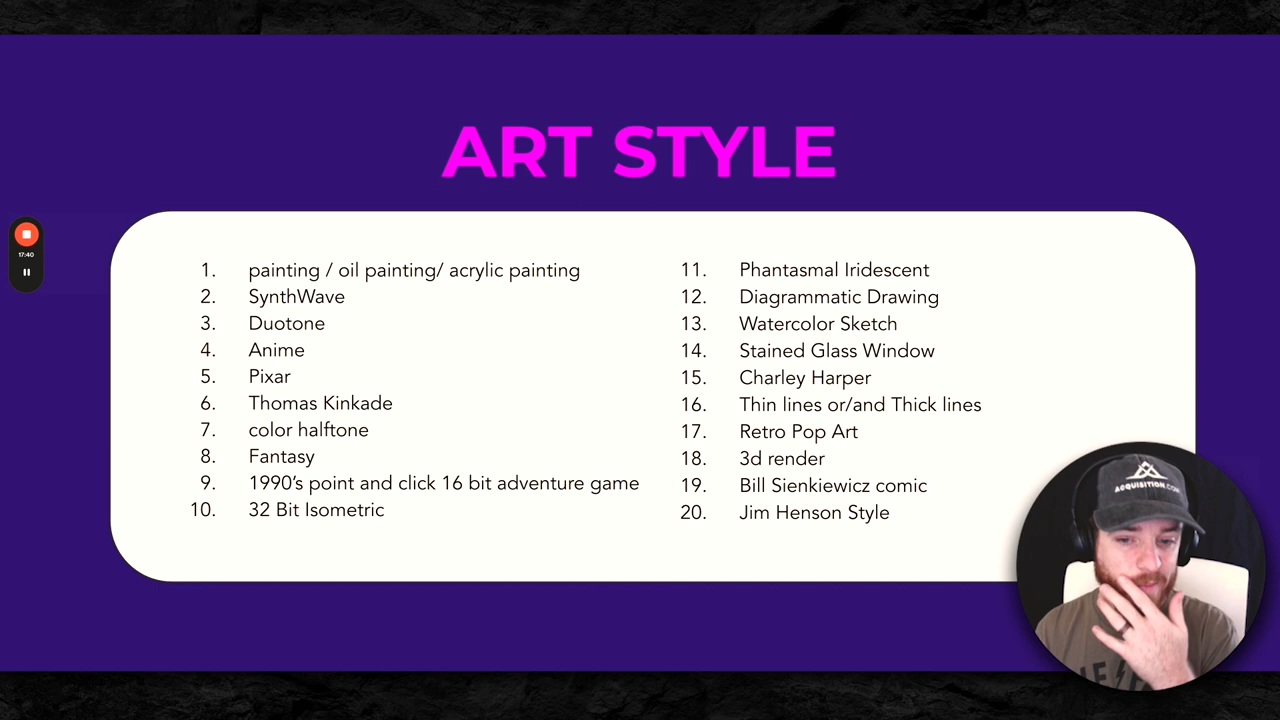 ART STYLE
17:40
1. painting / oil painting/ acrylic painting
2. SynthWave
3. Duotone
4. Anime
5. Pixar
6. Thomas Kinkade
7. color halftone
8. Fantasy
9. 1990's point and click 16 bit adventure game
10. 32 Bit Isometric
11. Phantasmal Iridescent
12. Diagrammatic Drawing
13. Watercolor Sketch
14. Stained Glass Window
15. Charley Harper
16. Thin lines or/and Thick lines
17. Retro Pop Art
18. 3d render
19. Bill Sienkiewicz comic
20. Jim Henson Style
ACQUISITION.COM